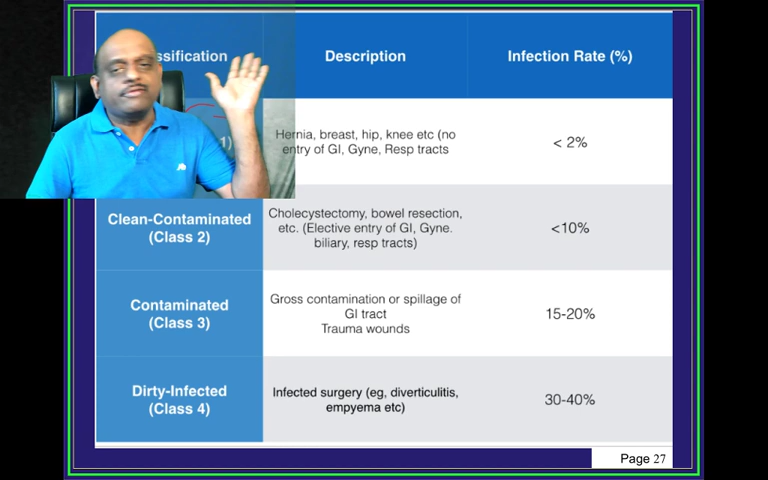 ssification
Description
Infection Rate (%)
1)
Hernia, breast, hip, knee etc (no
entry of GI, Gyne, Resp tracts
< 2%
Clean-Contaminated
(Class 2)
Cholecystectomy, bowel resection,
etc. (Elective entry of GI, Gyne.
biliary, resp tracts)
<10%
Contaminated
(Class 3)
Gross contamination or spillage of
GI tract
Trauma wounds
15-20%
Dirty-Infected
(Class 4)
Infected surgery (eg, diverticulitis,
empyema etc)
30-40%
Page 27